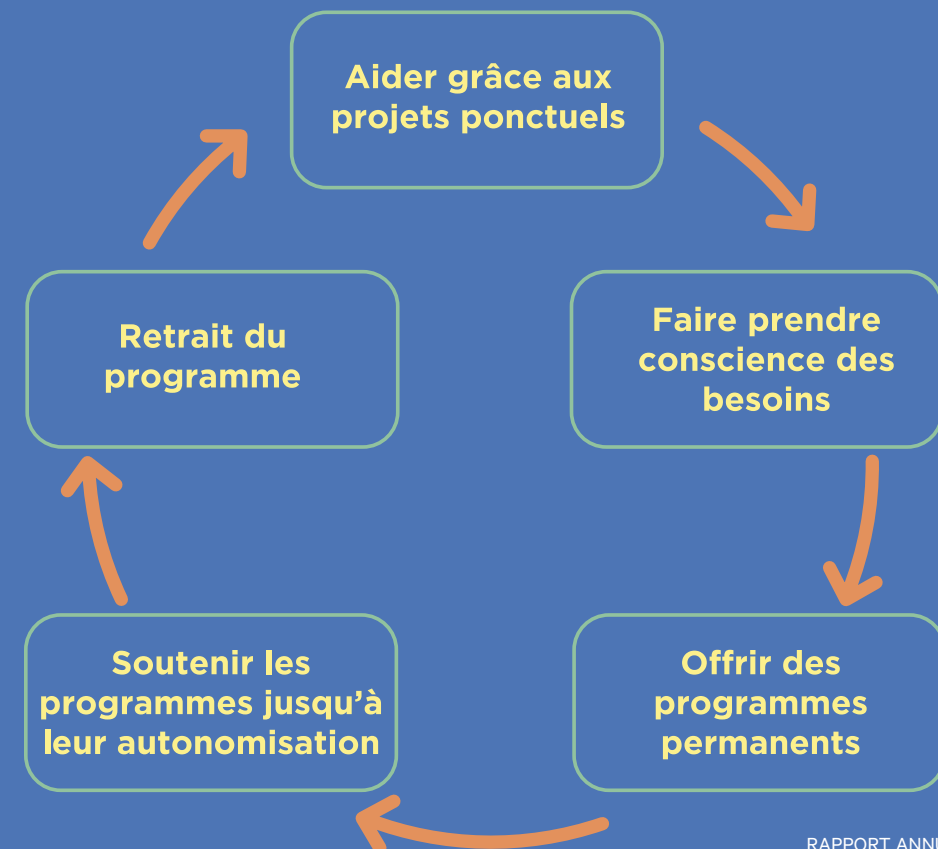 Aider grâce aux
projets ponctuels
Faire prendre
conscience des
besoins
Offrir des
programmes
permanents
Soutenir les
programmes jusqu’à
leur autonomisation
Retrait du
programme
RAPPORT